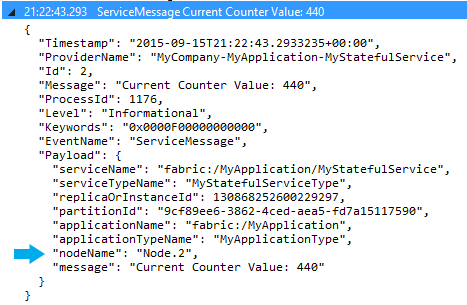 21:22:43.293 ServiceMessage Current Counter Value: 440
{
"Timestamp": "2015-09-15T21:22:43.2933235+00:00",
"ProviderName": "MyCompany-MyApplication-MyStatefulService",
"Id": 2,
"Message": "Current Counter Value: 440",
"ProcessId": 1176,
"Level": "Informational",
"Keywords": "0x0000F00000000000",
"EventName": "ServiceMessage",
"Payload": {
"serviceName": "fabric:/MyApplication/MyStatefulService",
"serviceTypeName": "MyStatefulServiceType",
"replicaOrInstanceId": 130868252600229297,
"partitionId": "9cf89ee6-3862-4ced-aea5-fd7a15117590",
"applicationName": "fabric:/MyApplication",
"applicationTypeName": "MyApplicationType",
"nodeName": "Node.2",
"message": "Current Counter Value: 440"
}
}